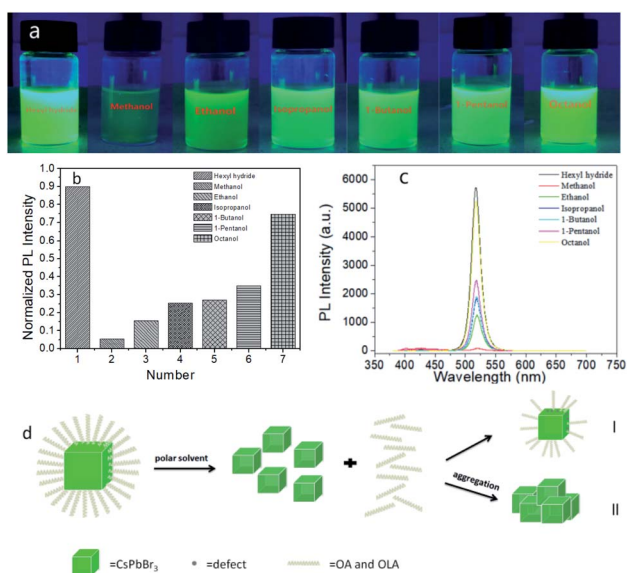 a
Methanol
Ethanol
Isopropanol
1-Butanol
1-Pentanol
Octanol
b
Normalized PL Intensity
1.0
0.9
0.8
0.7
0.6
0.5
0.4
0.3
0.2
0.1
0.0
Hexyl hydride
Methanol
Ethanol
Isopropanol
1-Butanol
1-Pentanol
Octanol
1 2 3 4 5 6 7
Number
c
PL Intensity (a.u.)
6000
5000
4000
3000
2000
1000
0
Hexyl hydride
Methanol
Ethanol
Isopropanol
1-Butanol
1-Pentanol
Octanol
350 400 450 500 550 600 650 700 750
Wavelength (nm)
d
polar solvent
+
aggregation
I
II
=CsPbBr3
=defect
=OA and OLA